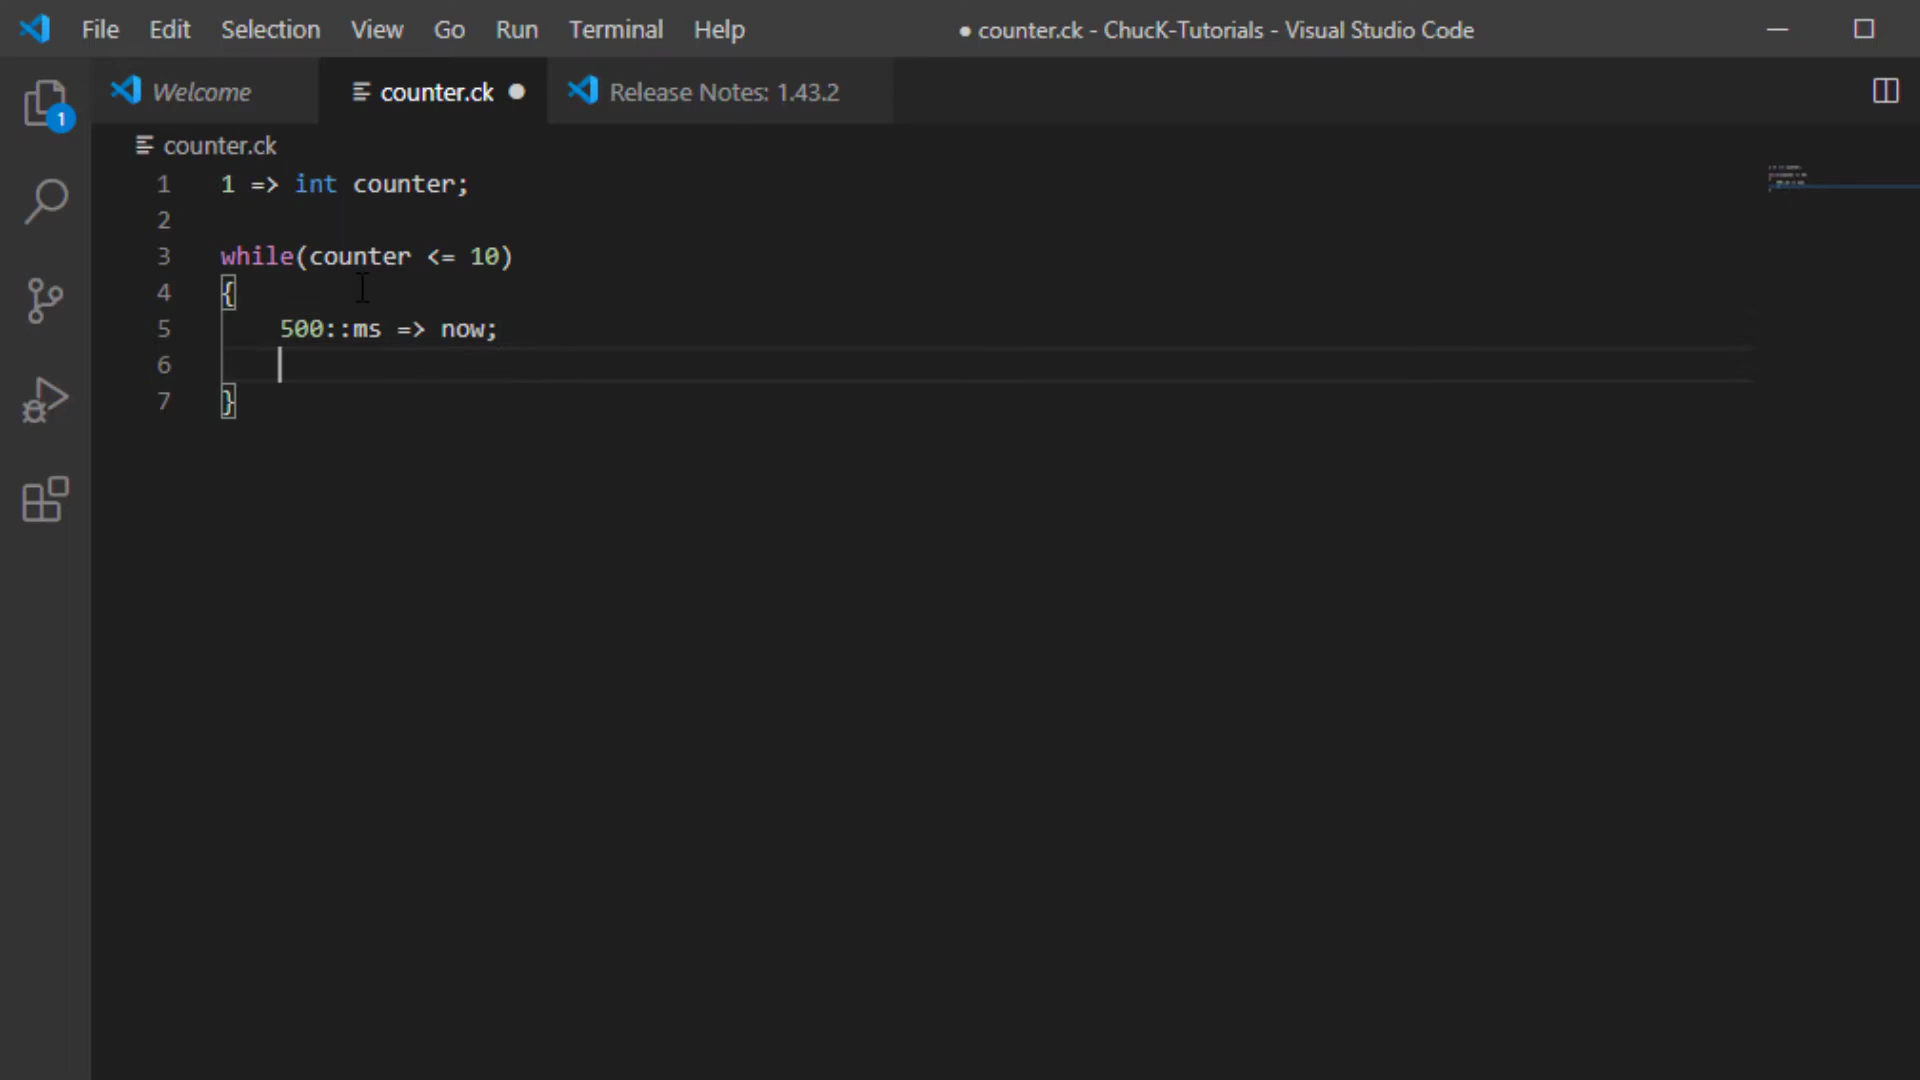 File Edit Selection View Go Run Terminal Help ● counter.ck - ChucK-Tutorials - Visual Studio Code
Welcome counter.ck Release Notes: 1.43.2
1
counter.ck
1 1 => int counter;
2
3 while(counter <= 10)
4 {
5     500::ms => now;
6
7 }